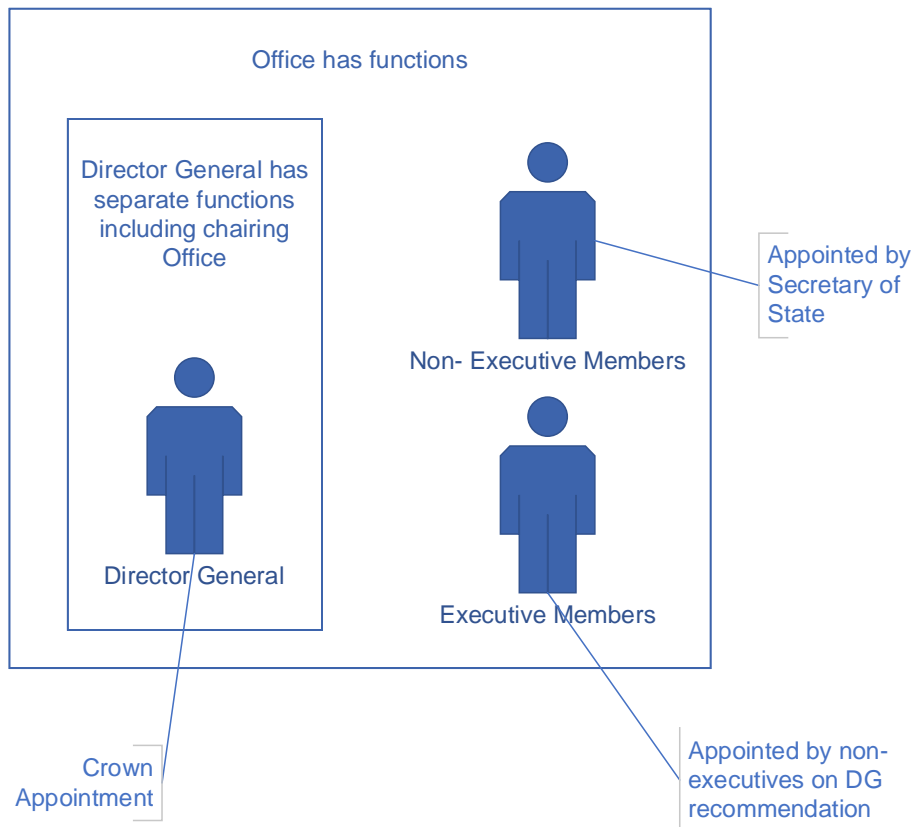 Office has functions
Director General has
separate functions
including chairing
Office
Appointed by
Secretary of
State
Non- Executive Members
Director General
Executive Members
Crown
Appointment
Appointed by non-
executives on DG
recommendation